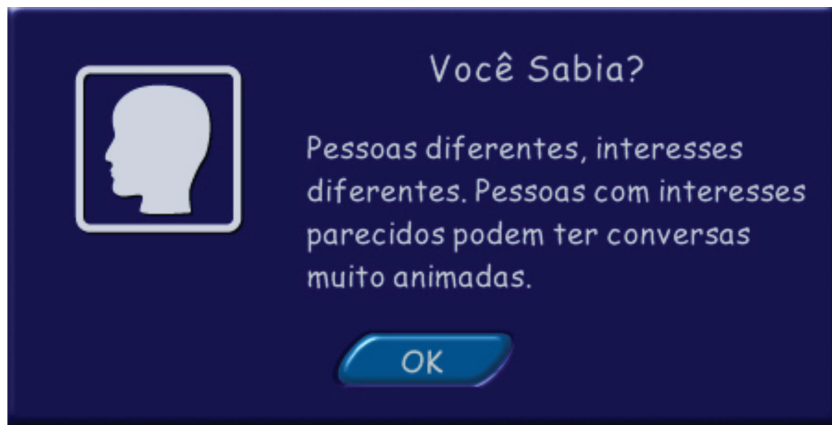 Você Sabia?
Pessoas diferentes, interesses
diferentes. Pessoas com interesses
parecidos podem ter conversas
muito animadas.
OK